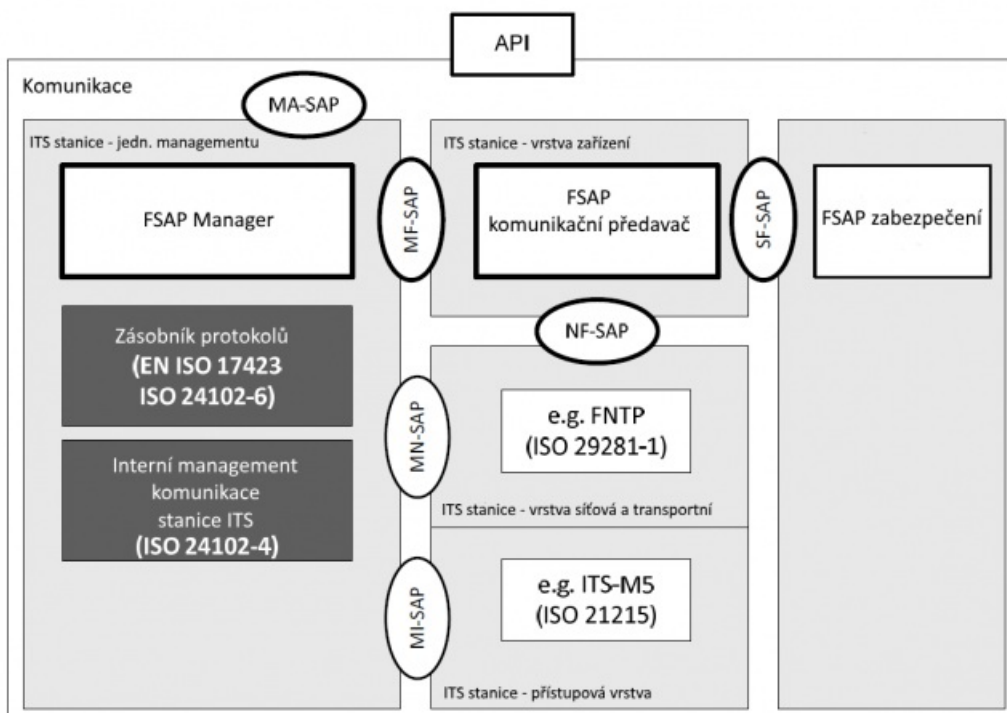 API
Komunikace
MA-SAP
ITS stanice - jedn. managementu
FSAP Manager
Zásobník protokolů
(EN ISO 17423
ISO 24102-6)
Interní management
komunikace
stanice ITS
(ISO 24102-4)
MF-SAP
MN-SAP
MI-SAP
ITS stanice - vrstva zařízení
FSAP
komunikační předavač
NF-SAP
e.g. FNTP
(ISO 29281-1)
ITS stanice - vrstva síťová a transportní
e.g. ITS-M5
(ISO 21215)
ITS stanice - přístupová vrstva
SF-SAP
FSAP zabezpečení